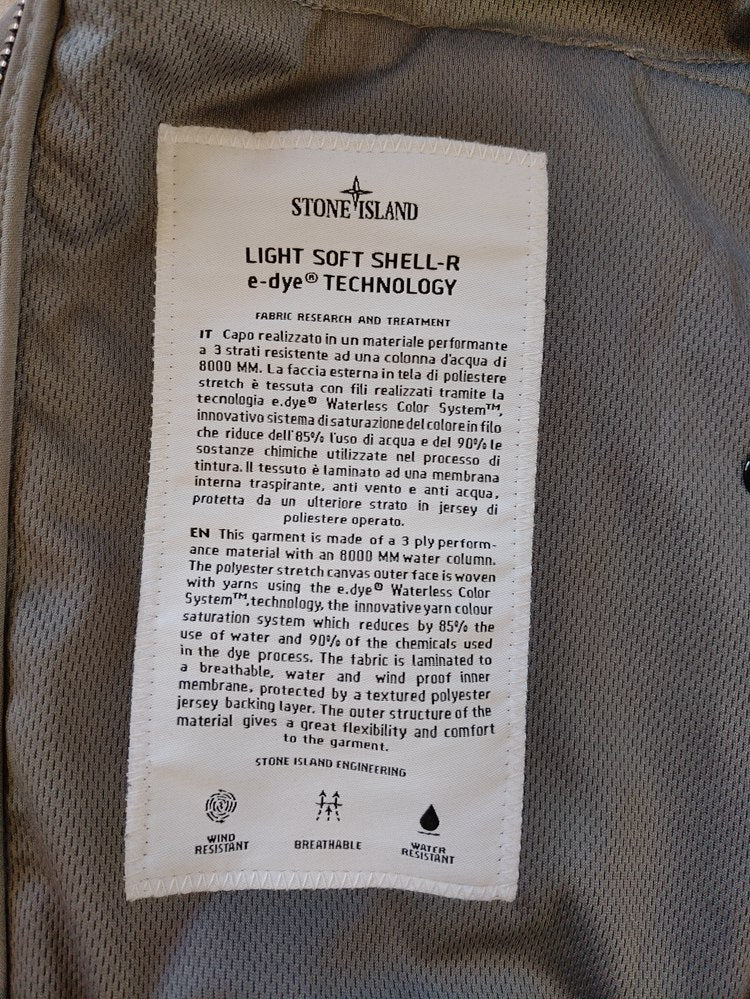 STONE ISLAND
LIGHT SOFT SHELL-R
e-dye® TECHNOLOGY
FABRIC RESEARCH AND TREATMENT
IT Capo realizzato in un materiale performante
a 3 strati resistente ad una colonna d'acqua di
8000 MM. La faccia esterna in tela di poliestere
stretch è tessuta con fili realizzati tramite la
tecnologia e.dye® Waterless Color System™,
innovativo sistema di saturazione del colore in filo
che riduce dell'85% l'uso di acqua e del 90% le
sostanze chimiche utilizzate nel processo di
tintura. Il tessuto è laminato ad una membrana
interna traspirante, anti vento e anti acqua,
protetta da un ulteriore strato in jersey di
poliestere operato.
EN This garment is made of a 3 ply perform-
ance material with an 8000 MM water column.
The polyester stretch canvas outer face is woven
with yarns using the e.dye® Waterless Color
System™,technology, the innovative yarn colour
saturation system which reduces by 85% the
use of water and 90% of the chemicals used
in the dye process. The fabric is laminated to
a breathable, water and wind proof inner
membrane, protected by a textured polyester
jersey backing layer. The outer structure of the
material gives a great flexibility and comfort
to the garment.
STONE ISLAND ENGINEERING
WIND
RESISTANT
BREATHABLE
WATER
RESISTANT